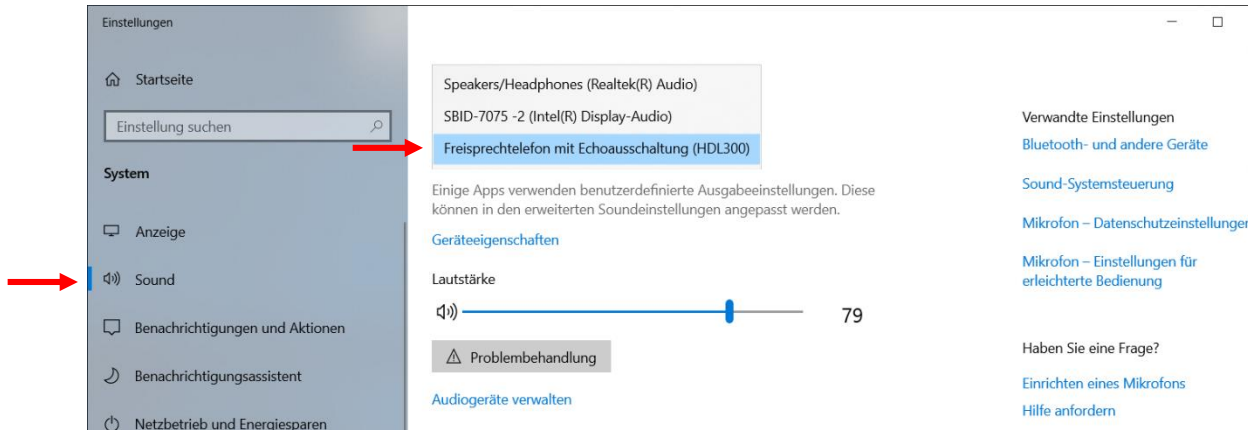 Einstellungen
Startseite
Einstellung suchen
System
Anzeige
Sound
Benachrichtigungen und Aktionen
Benachrichtigungsassistent
Netzbetrieb und Energiesparen
Speakers/Headphones (Realtek(R) Audio)
SBID-7075 -2 (Intel(R) Display-Audio)
Freisprechtelefon mit Echoausschaltung (HDL300)
Einige Apps verwenden benutzerdefinierte Ausgabeeinstellungen. Diese
können in den erweiterten Soundeinstellungen angepasst werden.
Geräteeigenschaften
Lautstärke
79
Problembehandlung
Audiogeräte verwalten
Verwandte Einstellungen
Bluetooth- und andere Geräte
Sound-Systemsteuerung
Mikrofon – Datenschutzeinstellungen
Mikrofon – Einstellungen für
erleichterte Bedienung
Haben Sie eine Frage?
Einrichten eines Mikrofons
Hilfe anfordern